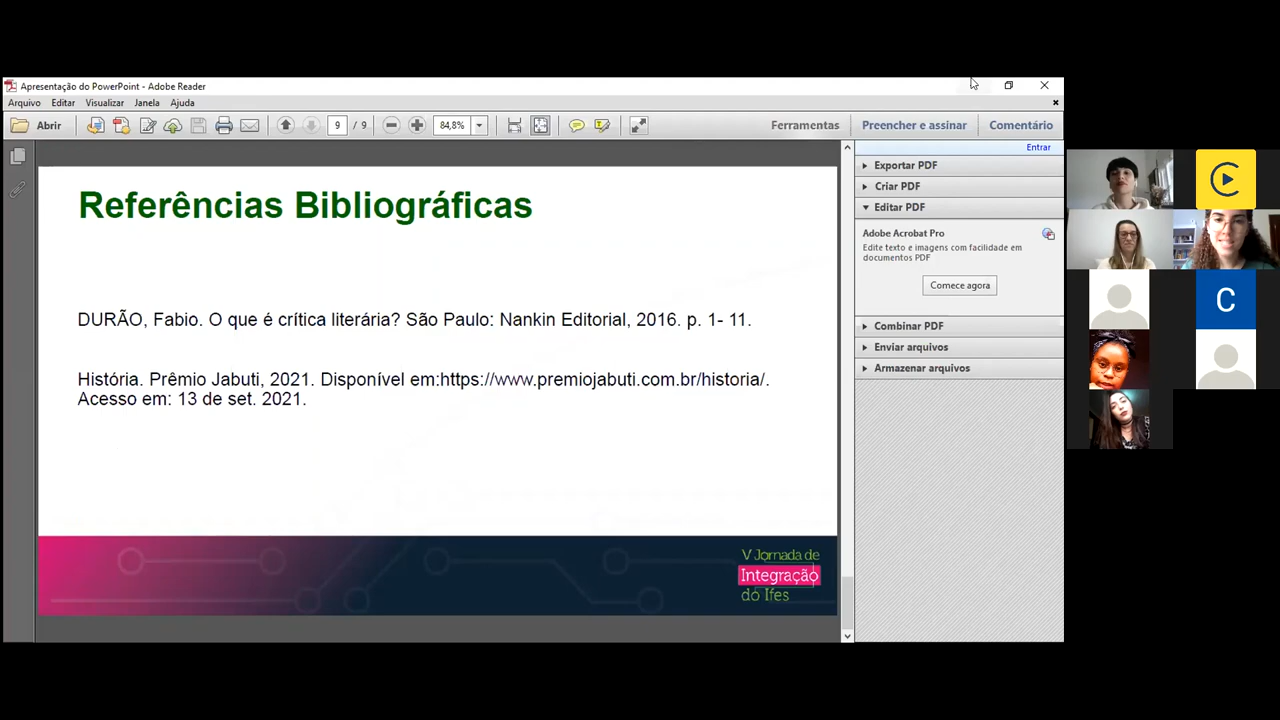 Apresentação do PowerPoint - Adobe Reader
Arquivo Editar Visualizar Janela Ajuda
Abrir 9 / 9 84,8% Ferramentas Preencher e assinar Comentário
Entrar
Exportar PDF
Criar PDF
Editar PDF
Adobe Acrobat Pro
Edite texto e imagens com facilidade em
documentos PDF
Comece agora
Combinar PDF
Enviar arquivos
Armazenar arquivos
Referências Bibliográficas
DURÃO, Fabio. O que é crítica literária? São Paulo: Nankin Editorial, 2016. p. 1- 11.
História. Prêmio Jabuti, 2021. Disponível em:https://www.premiojabuti.com.br/historia/.
Acesso em: 13 de set. 2021.
V Jornada de
Integração
do Ifes
C